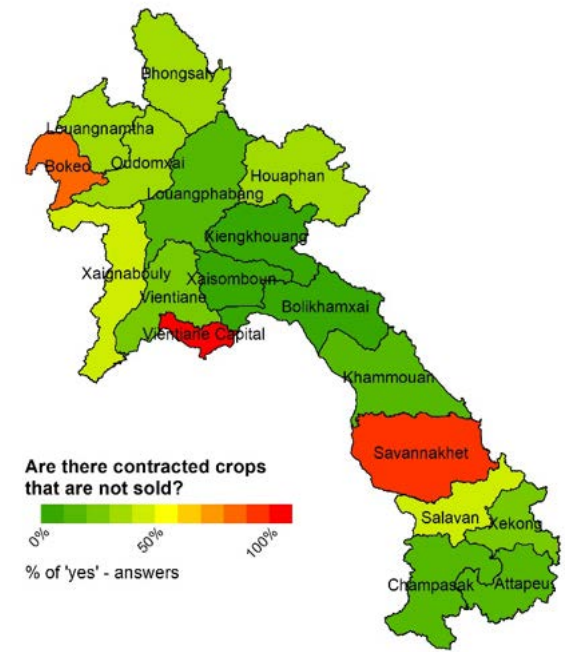 Phongsaly
Louangnamtha
Bokeo
Oudomxai
Louangphabang
Houaphan
Xiengkhouang
Xaignabouly
Xaisomboun
Vientiane
Bolikhamxai
Vientiane Capital
Khammouan
Savannakhet
Salavan
Xekong
Champasak
Attapeu
Are there contracted crops
that are not sold?
0%
50%
100%
% of 'yes' - answers